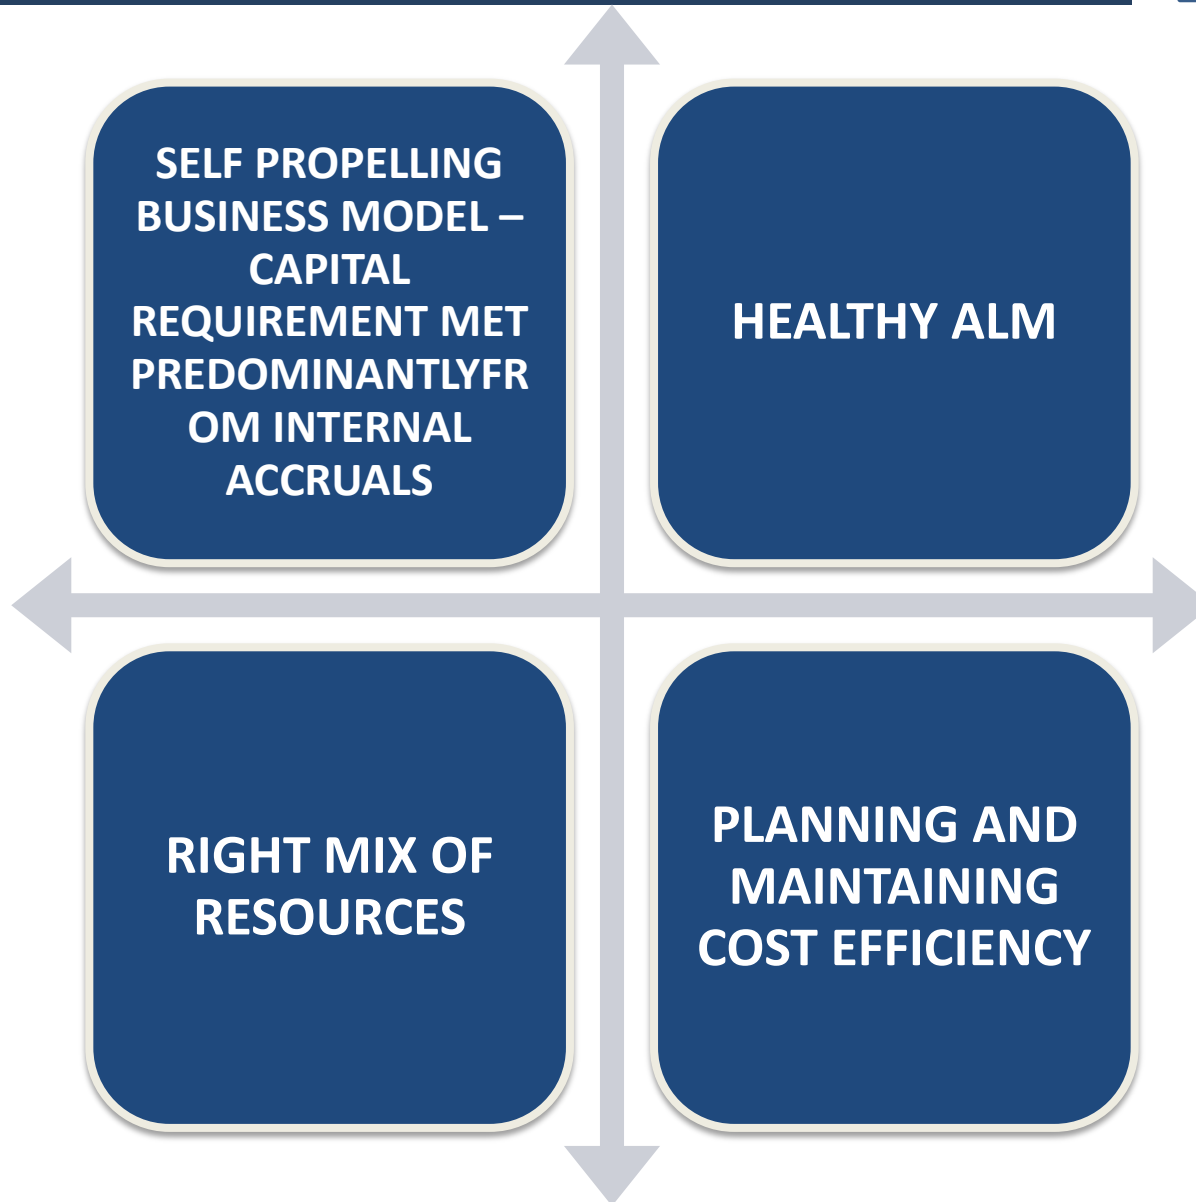 SELF PROPELLING
BUSINESS MODEL –
CAPITAL
REQUIREMENT MET
PREDOMINANTLYFR
OM INTERNAL
ACCRUALS
HEALTHY ALM
RIGHT MIX OF
RESOURCES
PLANNING AND
MAINTAINING
COST EFFICIENCY